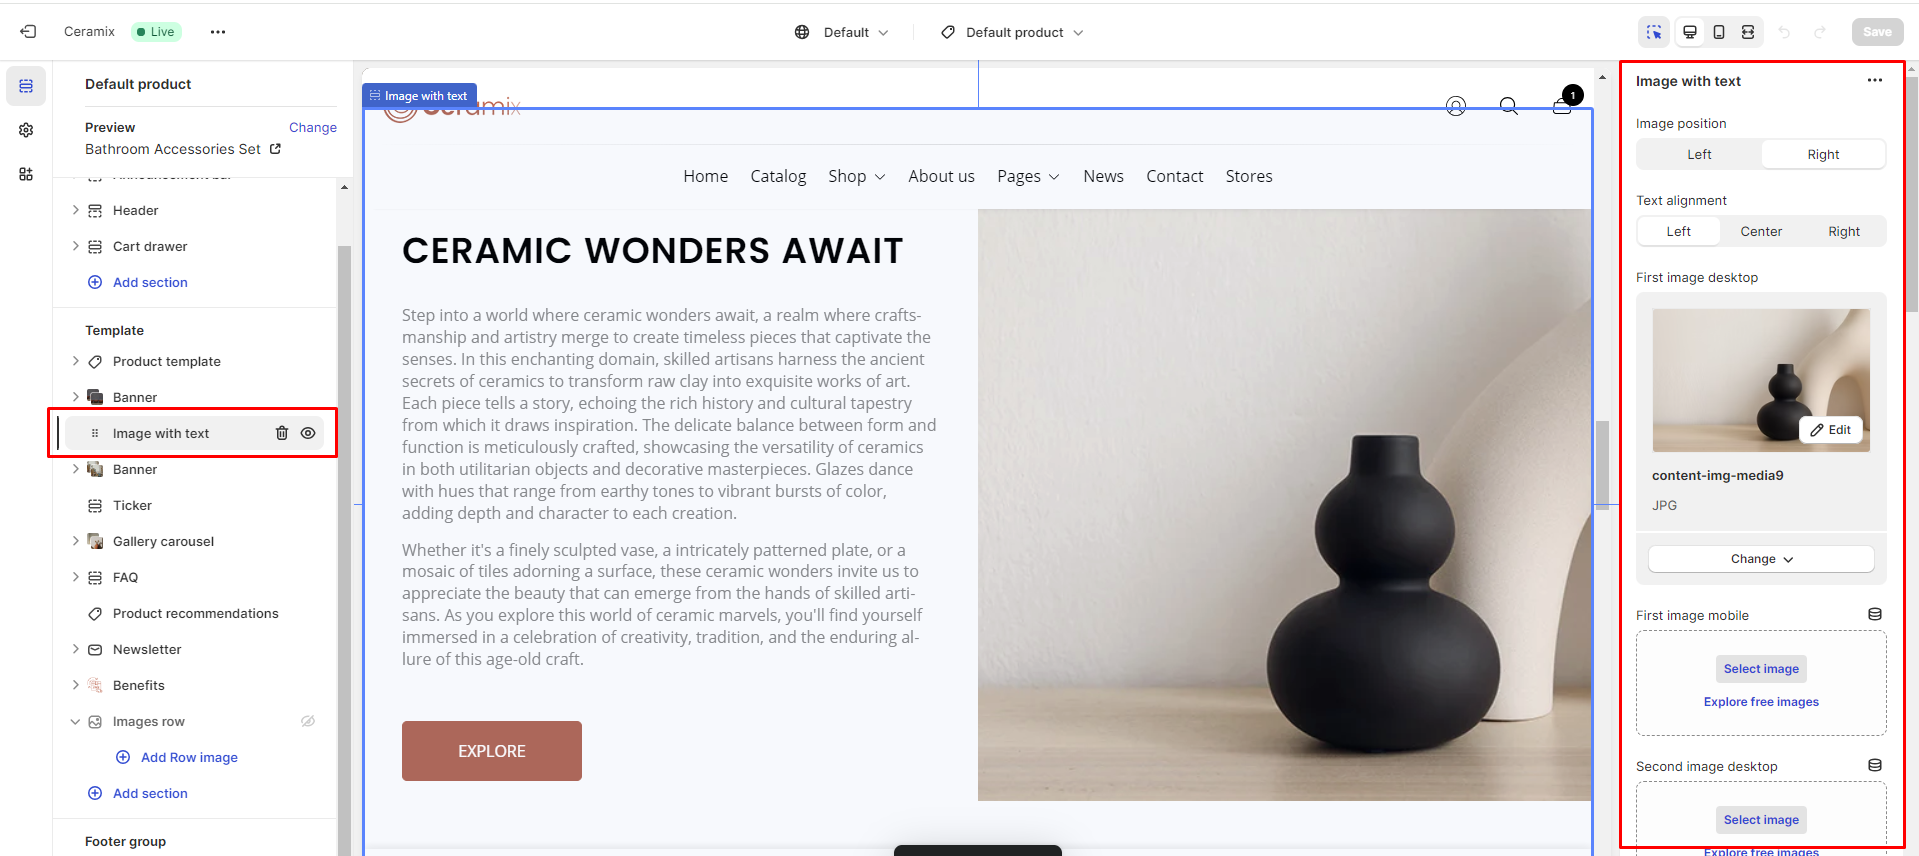 Ceramix
Live
Default
Default product
Save
Default product
Preview
Change
Bathroom Accessories Set
Announcement bar
Header
Cart drawer
Add section
Template
Product template
Banner
Image with text
Banner
Ticker
Gallery carousel
FAQ
Product recommendations
Newsletter
Benefits
Images row
Add Row image
Add section
Footer group
Image with text
Ceramix
1
Home
Catalog
Shop
About us
Pages
News
Contact
Stores
CERAMIC WONDERS AWAIT
Step into a world where ceramic wonders await, a realm where crafts-
manship and artistry merge to create timeless pieces that captivate the
senses. In this enchanting domain, skilled artisans harness the ancient
secrets of ceramics to transform raw clay into exquisite works of art.
Each piece tells a story, echoing the rich history and cultural tapestry
from which it draws inspiration. The delicate balance between form and
function is meticulously crafted, showcasing the versatility of ceramics
in both utilitarian objects and decorative masterpieces. Glazes dance
with hues that range from earthy tones to vibrant bursts of color,
adding depth and character to each creation.
Whether it's a finely sculpted vase, a intricately patterned plate, or a
mosaic of tiles adorning a surface, these ceramic wonders invite us to
appreciate the beauty that can emerge from the hands of skilled arti-
sans. As you explore this world of ceramic marvels, you'll find yourself
immersed in a celebration of creativity, tradition, and the enduring al-
lure of this age-old craft.
EXPLORE
Image with text
Image position
Left
Right
Text alignment
Left
Center
Right
First image desktop
Edit
content-img-media9
JPG
Change
First image mobile
Select image
Explore free images
Second image desktop
Select image
Explore free images